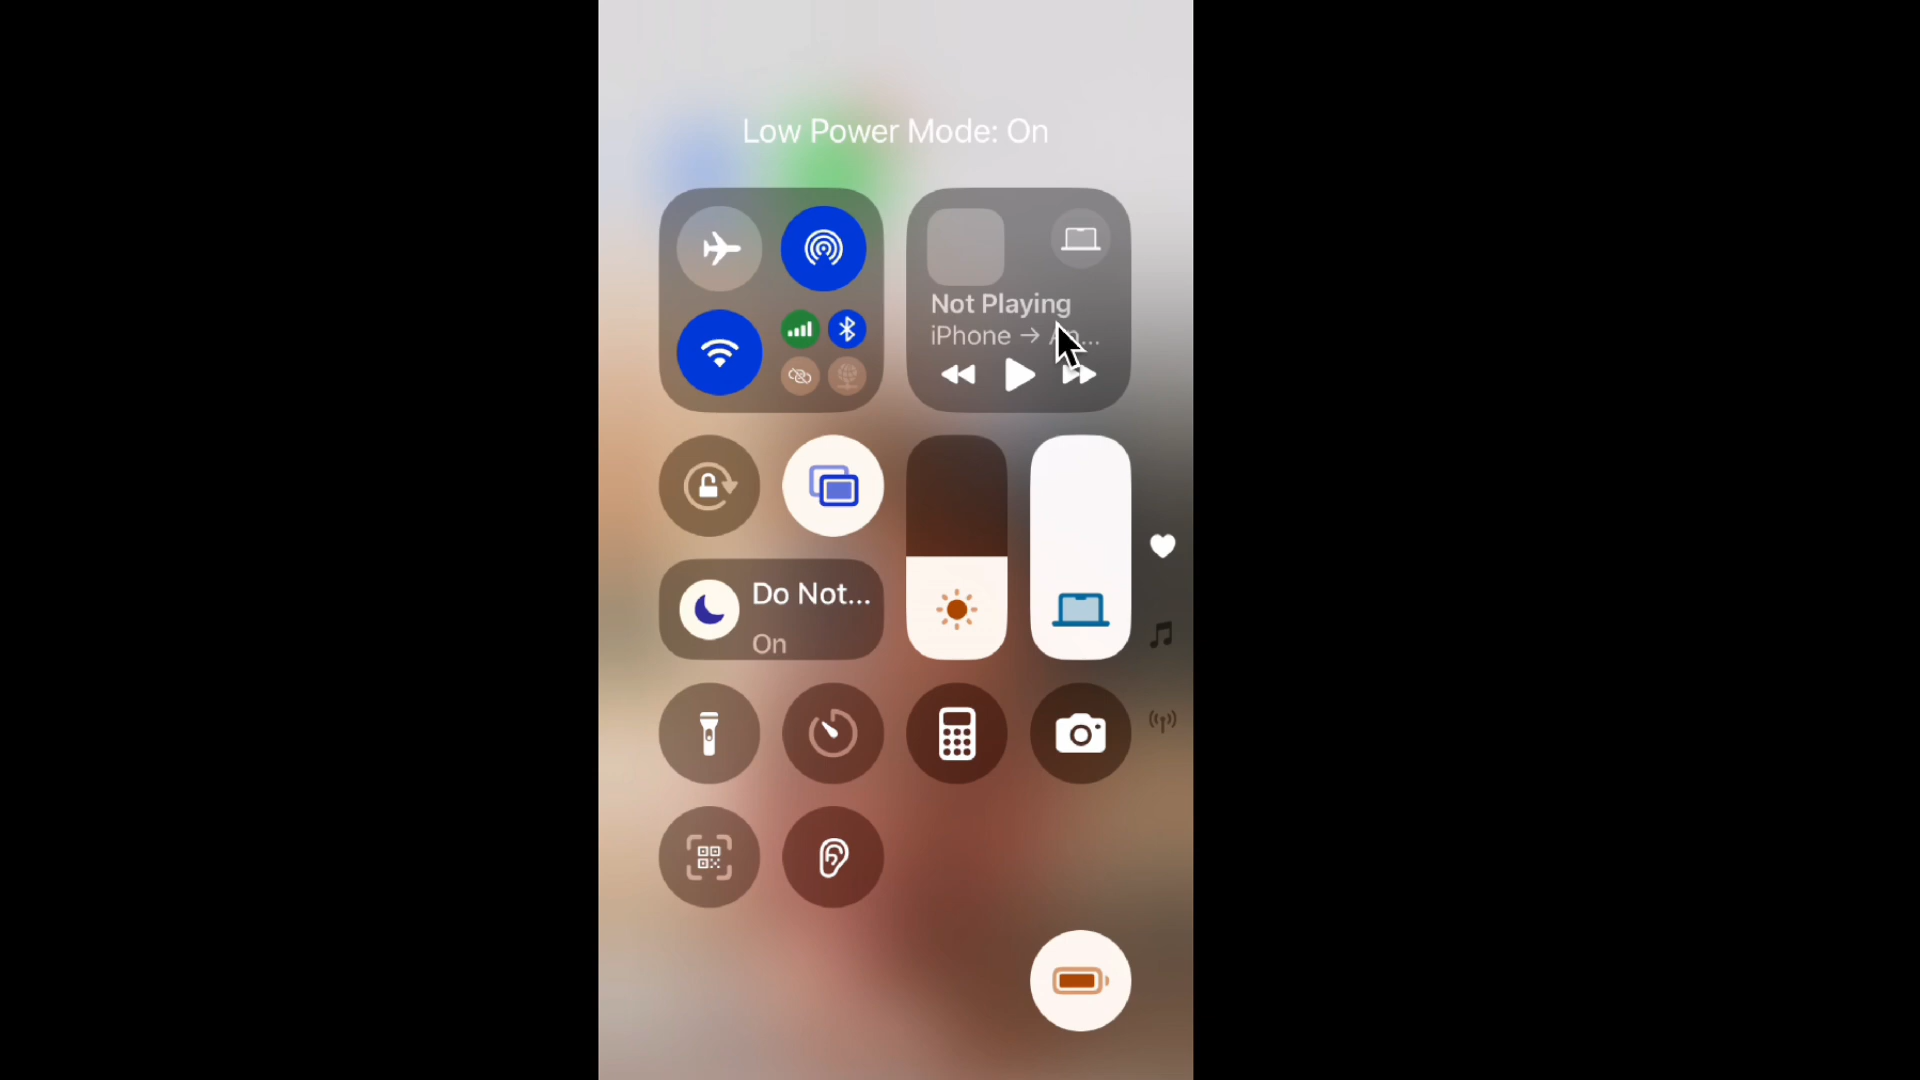 Low Power Mode: On
Not Playing
iPhone →
Do Not...
On